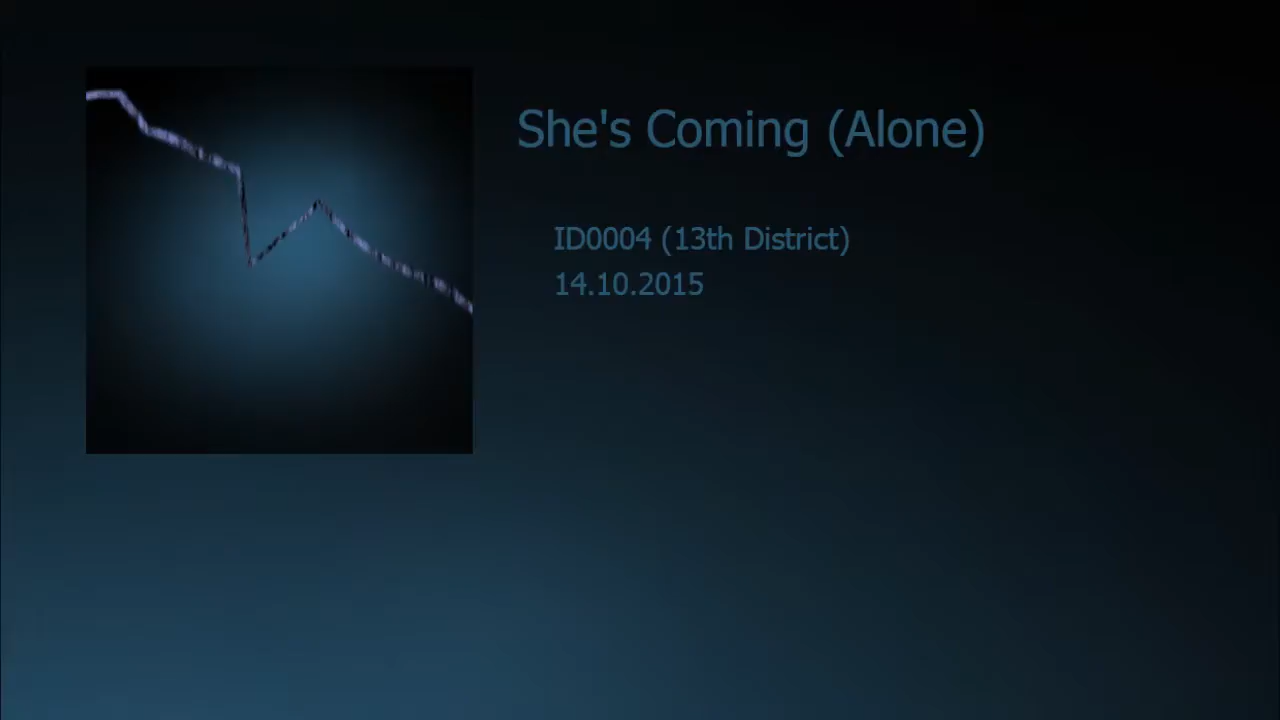 She's Coming (Alone)
ID0004 (13th District)
14.10.2015